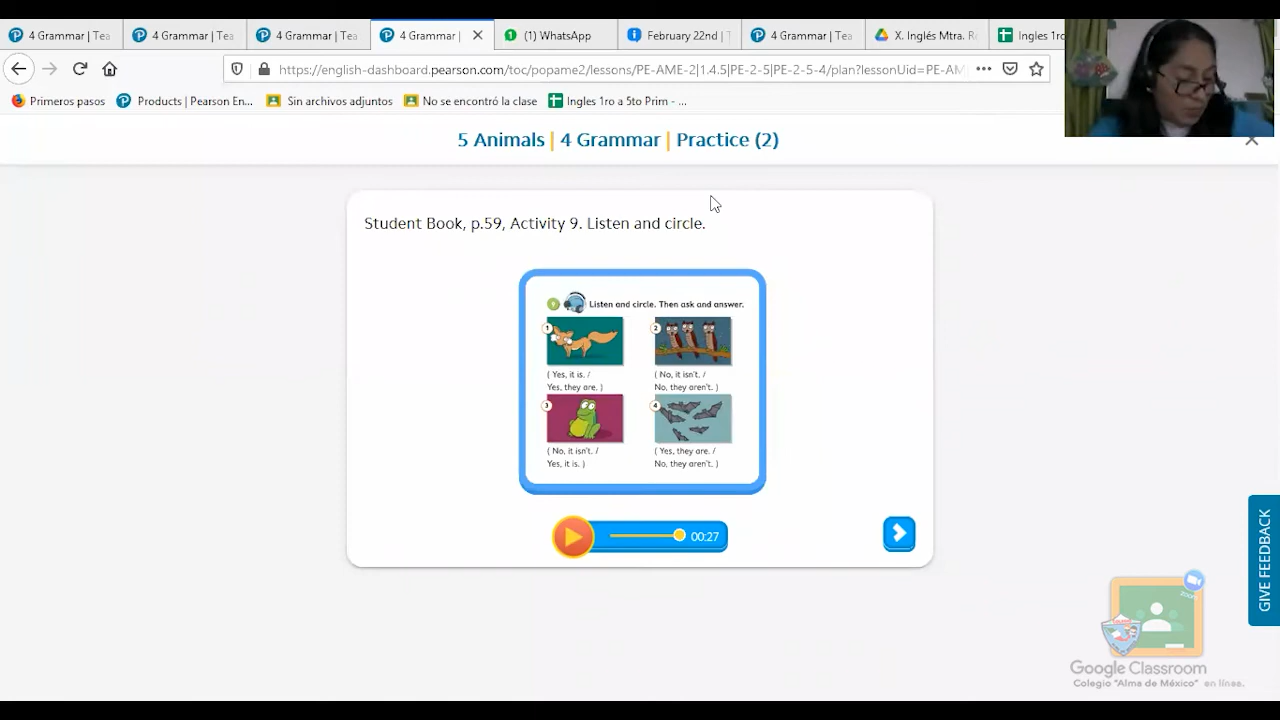 4 Grammar | Tea
4 Grammar | Tea
4 Grammar | Tea
4 Grammar |
(1) WhatsApp
February 22nd | T
4 Grammar | Tea
X. Inglés Mtra. R
Ingles 1ro
https://english-dashboard.pearson.com/toc/popame2/lessons/PE-AME-2|1.4.5|PE-2-5|PE-2-5-4/plan?lessonUid=PE-AM
Primeros pasos
Products | Pearson En...
Sin archivos adjuntos
No se encontró la clase
Ingles 1ro a 5to Prim - ...
5 Animals | 4 Grammar | Practice (2)
Student Book, p.59, Activity 9. Listen and circle.
9 Listen and circle. Then ask and answer.
1
2
( Yes, it is. /
Yes, they are. )
( No, it isn't. /
No, they aren't. )
3
4
( No, it isn't. /
Yes, it is. )
( Yes, they are. /
No, they aren't. )
00:27
GIVE FEEDBACK
zoom
Google Classroom
Colegio "Alma de México" en línea.